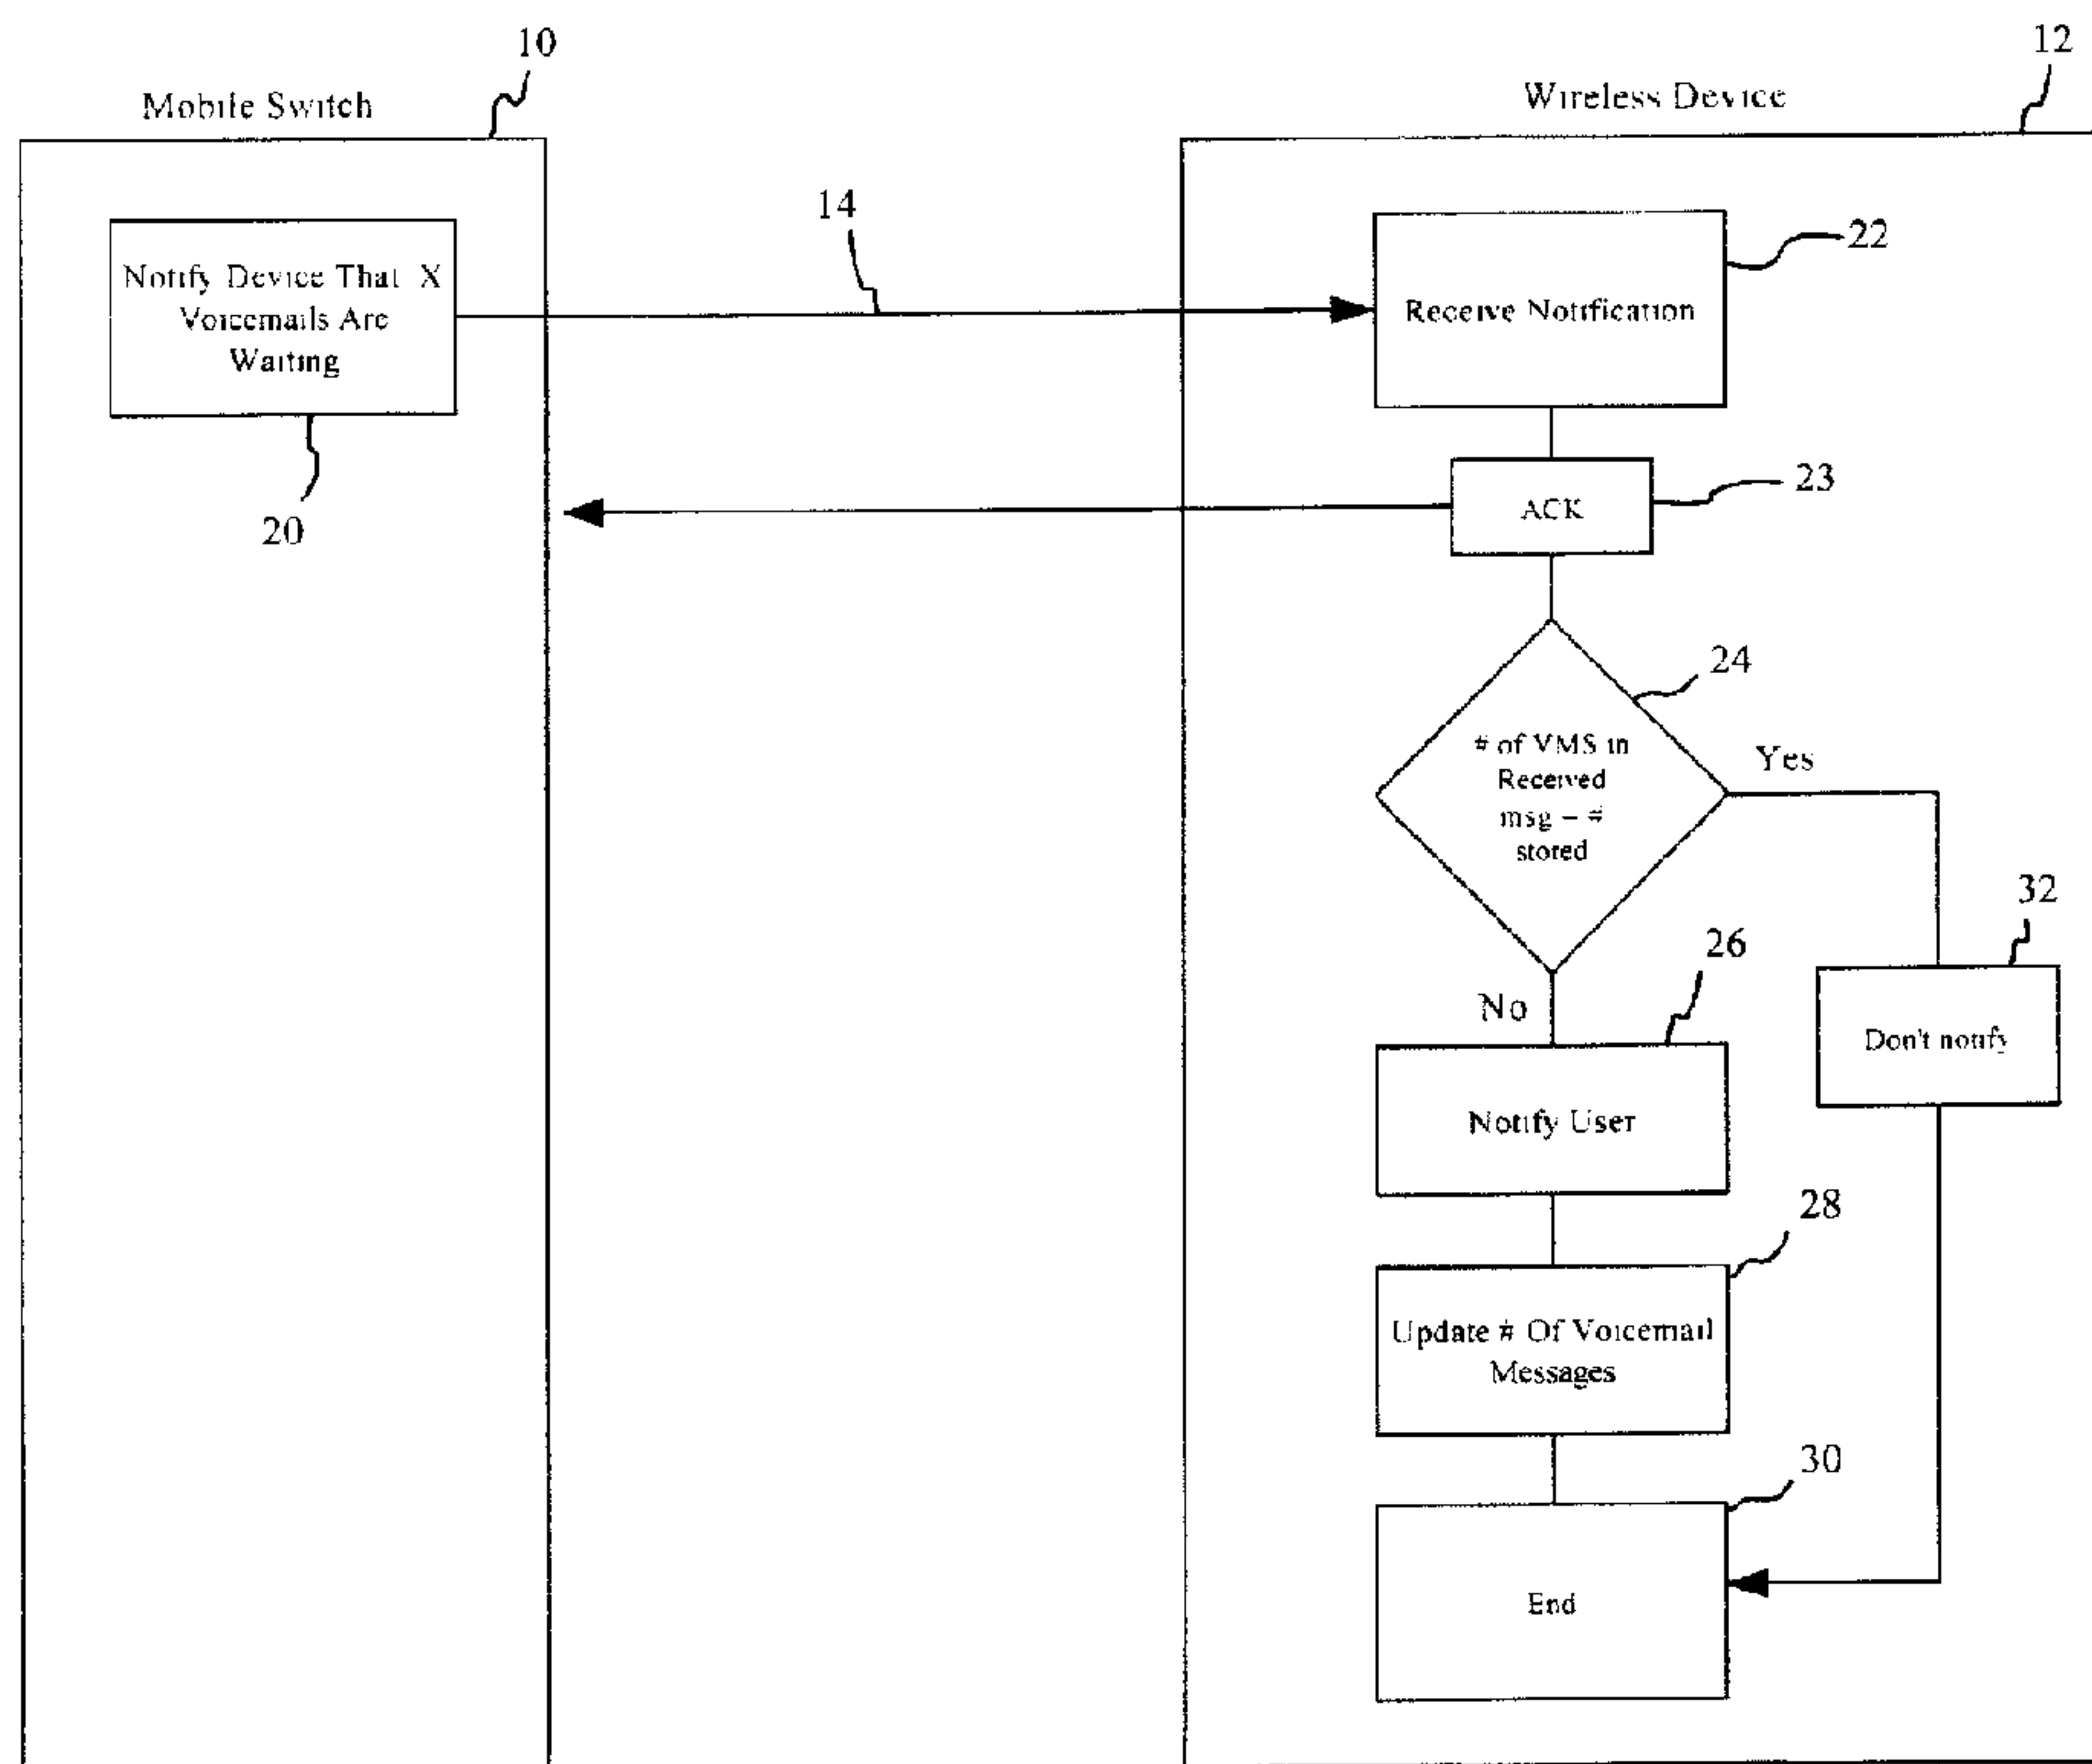 10
12
Mobile Switch
Wireless Device
14
22
Notify Device That X
Voicemails Are
Waiting
Receive Notification
20
23
ACK
24
# of VMS in
Received
msg = #
stored
Yes
32
26
No
Don't notify
Notify User
28
Update # Of Voicemail
Messages
30
End